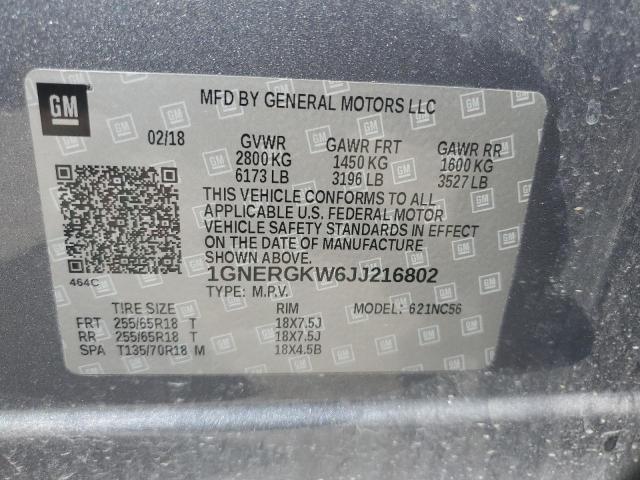 GM
MFD BY GENERAL MOTORS LLC
02/18 GVWR GAWR FRT GAWR RR
2800 KG 1450 KG 1600 KG
6173 LB 3196 LB 3527 LB
THIS VEHICLE CONFORMS TO ALL
APPLICABLE U.S. FEDERAL MOTOR
VEHICLE SAFETY STANDARDS IN EFFECT
ON THE DATE OF MANUFACTURE
SHOWN ABOVE.
1GNERGKW6JJ216802
464C
TYPE: M.P.V.
TIRE SIZE RIM MODEL: 621NC56
FRT 255/65R18 T 18X7.5J
RR 255/65R18 T 18X7.5J
SPA T135/70R18 M 18X4.5B